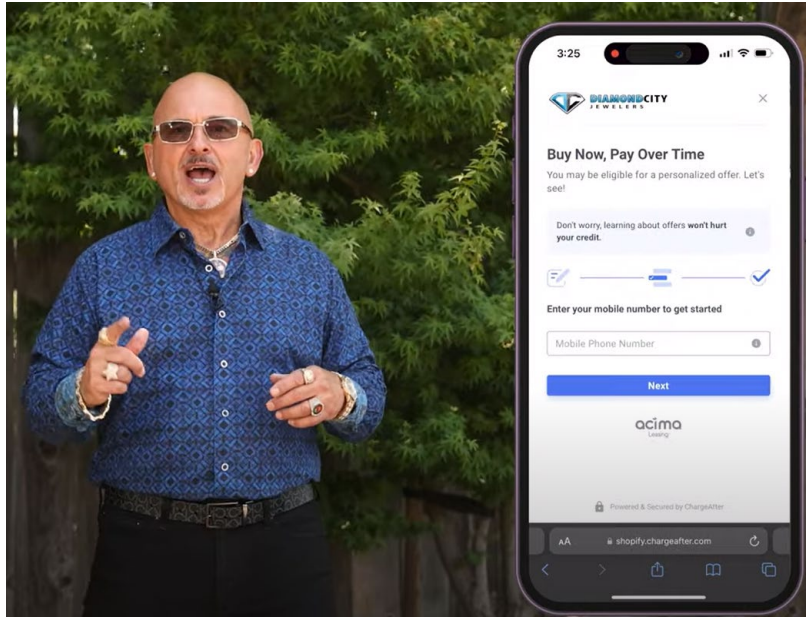 3:25
DIAMONDCITY
JEWELERS
Buy Now, Pay Over Time
You may be eligible for a personalized offer. Let's
see!
Don't worry, learning about offers won't hurt
your credit.
Enter your mobile number to get started
Mobile Phone Number
Next
acima
Leasing
Powered & Secured by ChargeAfter
AA
shopify.chargeafter.com